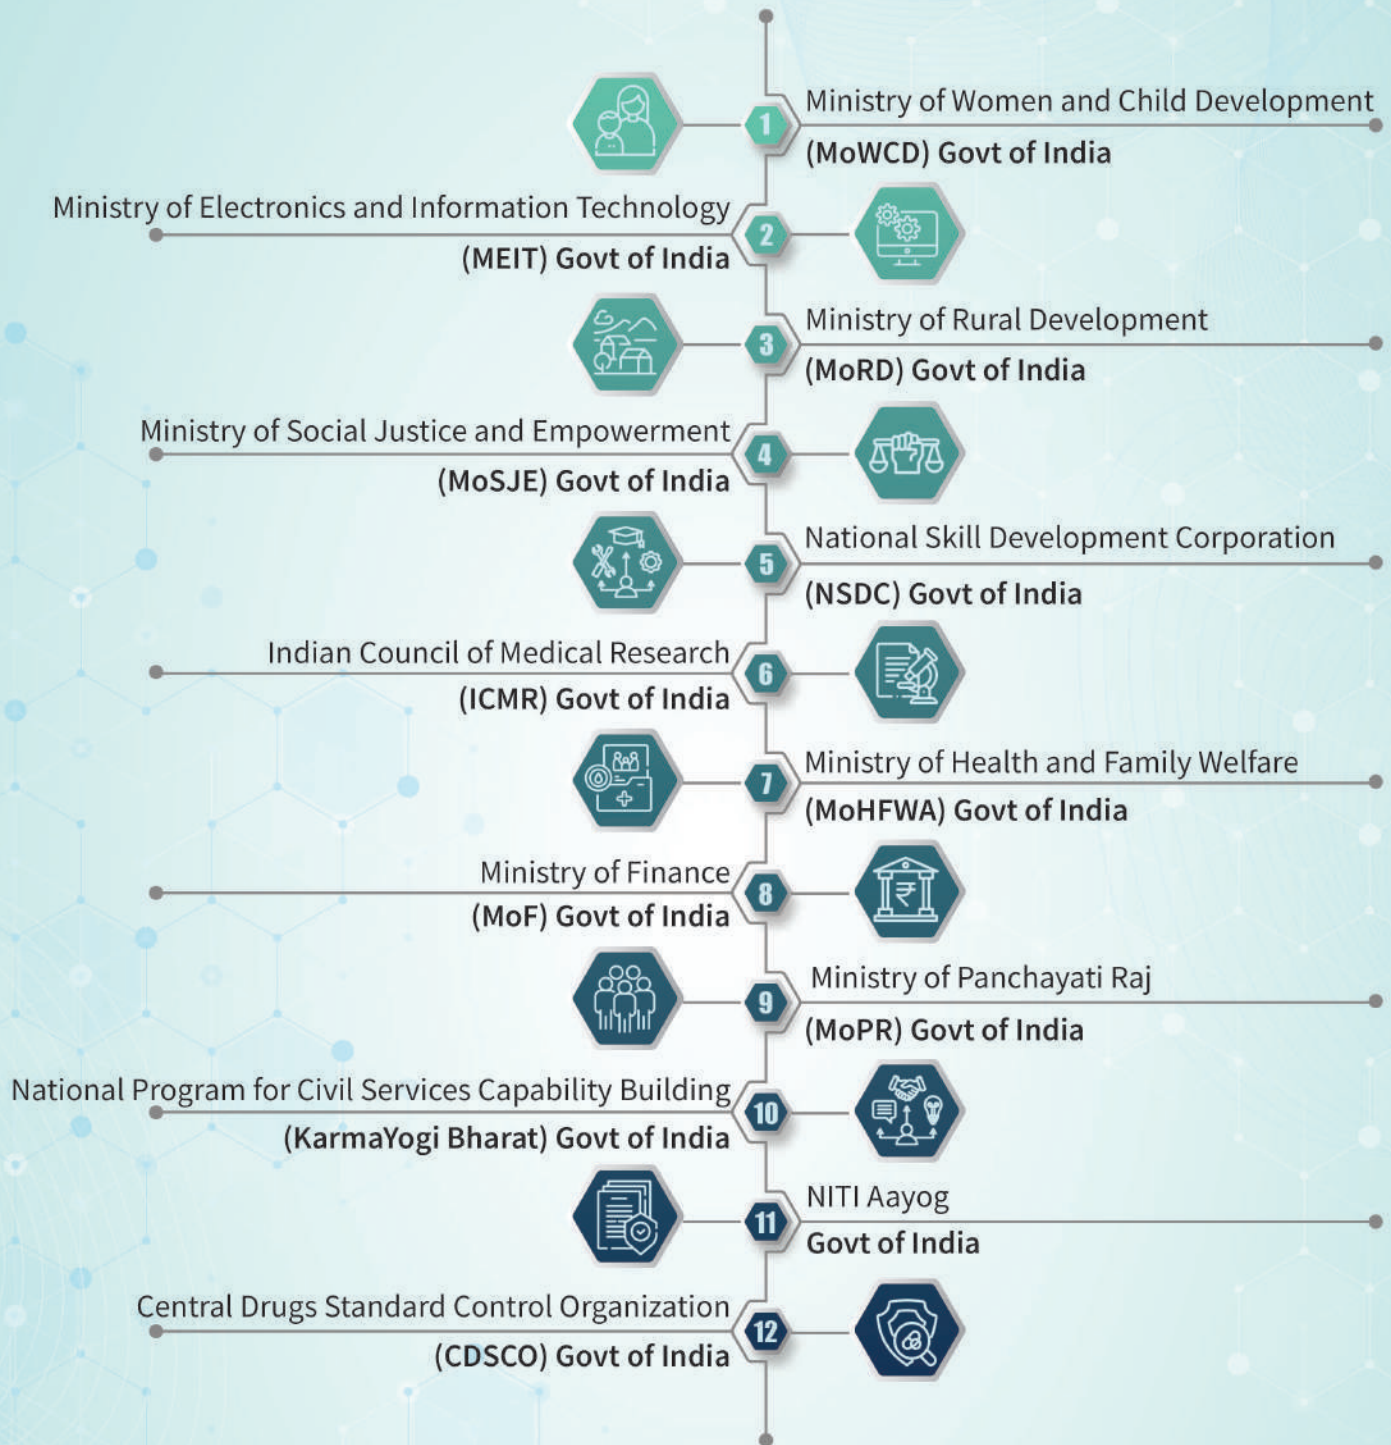 1
Ministry of Women and Child Development
(MoWCD) Govt of India
Ministry of Electronics and Information Technology
(MEIT) Govt of India
2
3
Ministry of Rural Development
(MoRD) Govt of India
Ministry of Social Justice and Empowerment
(MoSJE) Govt of India
4
5
National Skill Development Corporation
(NSDC) Govt of India
Indian Council of Medical Research
(ICMR) Govt of India
6
7
Ministry of Health and Family Welfare
(MoHFWA) Govt of India
Ministry of Finance
(MoF) Govt of India
8
₹
9
Ministry of Panchayati Raj
(MoPR) Govt of India
National Program for Civil Services Capability Building
(KarmaYogi Bharat) Govt of India
10
11
NITI Aayog
Govt of India
Central Drugs Standard Control Organization
(CDSCO) Govt of India
12